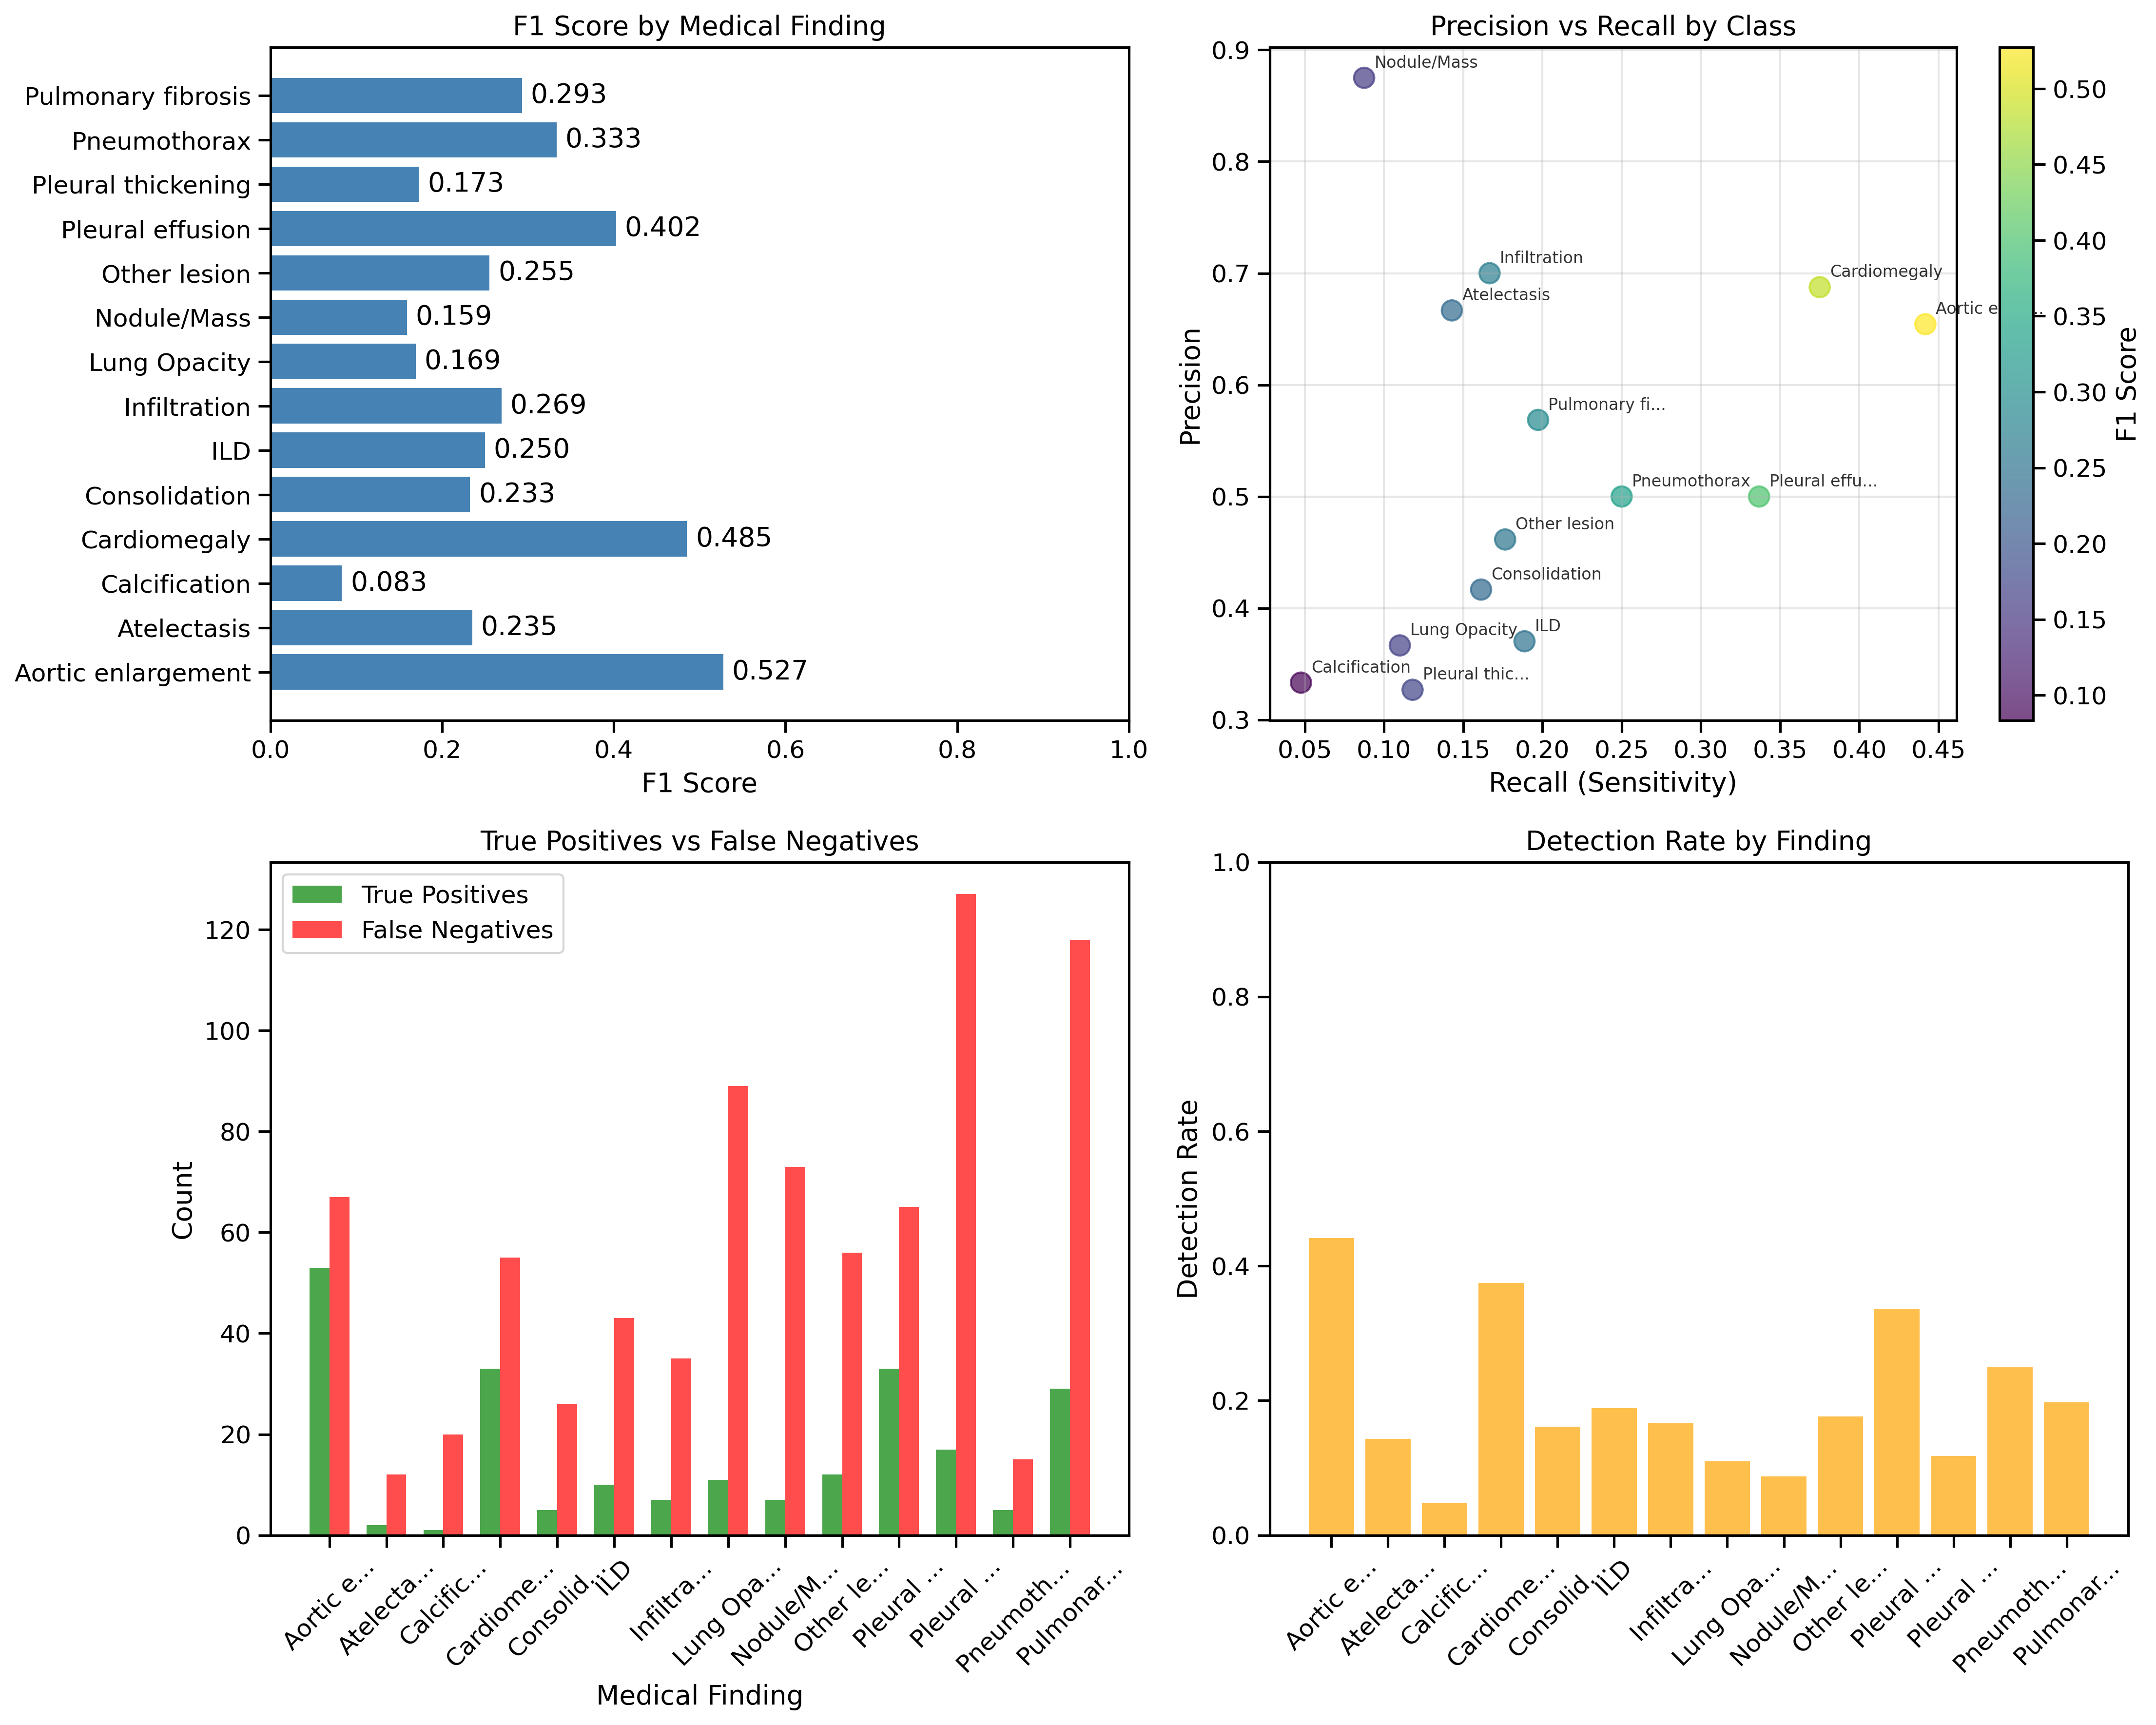 F1 Score by Medical Finding
Pulmonary fibrosis
0.293
Pneumothorax
0.333
Pleural thickening
0.173
Pleural effusion
0.402
Other lesion
0.255
Nodule/Mass
0.159
Lung Opacity
0.169
Infiltration
0.269
ILD
0.250
Consolidation
0.233
Cardiomegaly
0.485
Calcification
0.083
Atelectasis
0.235
Aortic enlargement
0.527
0.0 0.2 0.4 0.6 0.8 1.0
F1 Score
Precision vs Recall by Class
Precision
0.9
0.8
0.7
0.6
0.5
0.4
0.3
Nodule/Mass
Infiltration
Cardiomegaly
Atelectasis
Aortic e
Pulmonary fi...
Pneumothorax
Pleural effu...
Other lesion
Consolidation
Lung Opacity
ILD
Calcification
Pleural thic...
0.05 0.10 0.15 0.20 0.25 0.30 0.35 0.40 0.45
Recall (Sensitivity)
0.50
0.45
0.40
0.35
0.30
0.25
0.20
0.15
0.10
F1 Score
True Positives vs False Negatives
True Positives
False Negatives
Count
120
100
80
60
40
20
0
Aortic e...
Atelecta...
Calcific...
Cardiome...
Consolid...
ILD
Infiltra...
Lung Opa...
Nodule/M...
Other le...
Pleural ...
Pleural ...
Pneumoth...
Pulmonar...
Medical Finding
Detection Rate by Finding
Detection Rate
1.0
0.8
0.6
0.4
0.2
0.0
Aortic e...
Atelecta...
Calcific...
Cardiome...
Consolid...
ILD
Infiltra...
Lung Opa...
Nodule/M...
Other le...
Pleural ...
Pleural ...
Pneumoth...
Pulmonar...